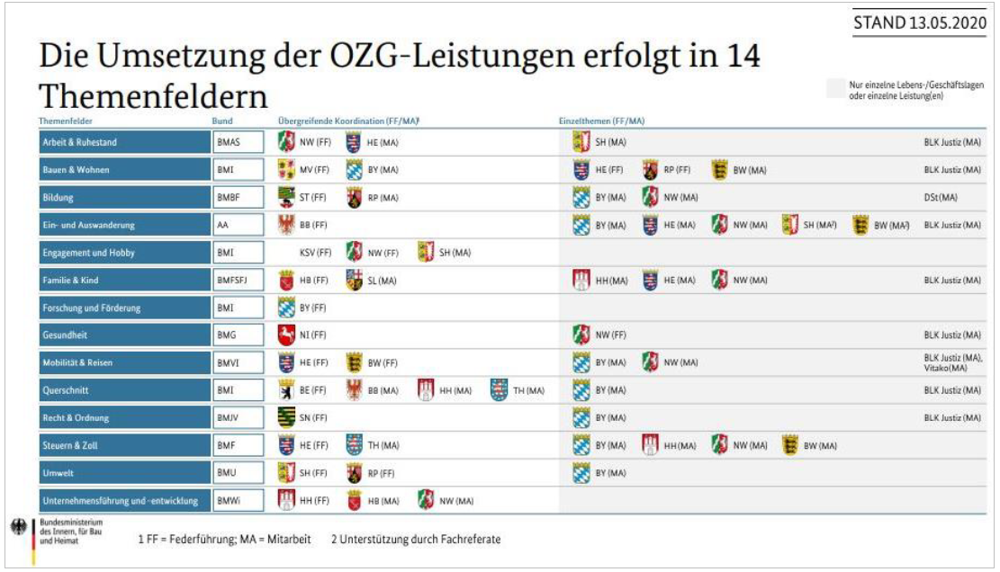 STAND 13.05.2020
Die Umsetzung der OZG-Leistungen erfolgt in 14
Themenfeldern
Nur einzelne Lebens-/Geschäftslagen
oder einzelne Leistung(en)
Themenfelder Bund Übergreifende Koordination (FF/MA)¹ Einzelthemen (FF/MA)
Arbeit & Ruhestand BMAS NW (FF) HE (MA) SH (MA) BLK Justiz (MA)
Bauen & Wohnen BMI MV (FF) BY (MA) HE (FF) RP (FF) BW (MA) BLK Justiz (MA)
Bildung BMBF ST (FF) RP (MA) BY (MA) NW (MA) DSt (MA)
Ein- und Auswanderung AA BB (FF) BY (MA) HE (MA) NW (MA) SH (MA²) BW (MA²) BLK Justiz (MA)
Engagement und Hobby BMI KSV (FF) NW (FF) SH (MA)
Familie & Kind BMFSFJ HB (FF) SL (MA) HH (MA) HE (MA) NW (MA) BLK Justiz (MA)
Forschung und Förderung BMI BY (FF)
Gesundheit BMG NI (FF) NW (FF) BLK Justiz (MA)
Mobilität & Reisen BMVI HE (FF) BW (FF) BY (MA) NW (MA) BLK Justiz (MA),
Vitako (MA)
Querschnitt BMI BE (FF) BB (MA) HH (MA) TH (MA) BY (MA) BLK Justiz (MA)
Recht & Ordnung BMJV SN (FF) BY (MA) BLK Justiz (MA)
Steuern & Zoll BMF HE (FF) TH (MA) BY (MA) HH (MA) NW (MA) BW (MA)
Umwelt BMU SH (FF) RP (FF) BY (MA)
Unternehmensführung und -entwicklung BMWi HH (FF) HB (MA) NW (MA)
Bundesministerium
des Innern, für Bau
und Heimat
1 FF = Federführung; MA = Mitarbeit 2 Unterstützung durch Fachreferate